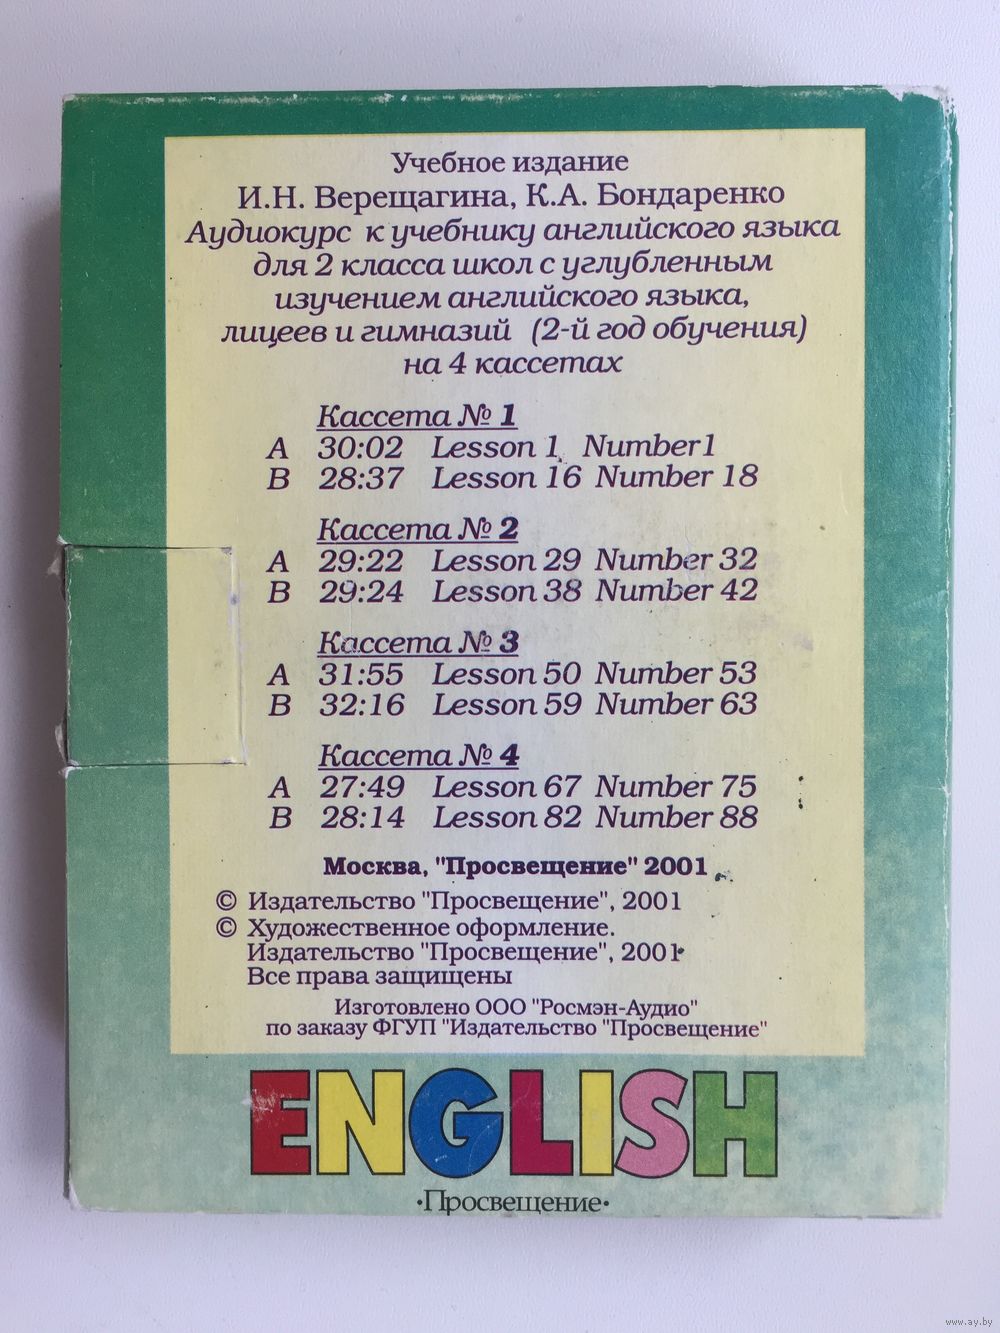 Учебное издание
И.Н. Верещагина, К.А. Бондаренко
Аудиокурс к учебнику английского языка
для 2 класса школ с углубленным
изучением английского языка,
лицеев и гимназий (2-й год обучения)
на 4 кассетах
Кассета № 1
A 30:02 Lesson 1 Number1
B 28:37 Lesson 16 Number 18
Кассета № 2
A 29:22 Lesson 29 Number 32
B 29:24 Lesson 38 Number 42
Кассета № 3
A 31:55 Lesson 50 Number 53
B 32:16 Lesson 59 Number 63
Кассета № 4
A 27:49 Lesson 67 Number 75
B 28:14 Lesson 82 Number 88
Москва, "Просвещение" 2001
© Издательство "Просвещение", 2001
© Художественное оформление.
Издательство "Просвещение", 2001
Все права защищены
Изготовлено ООО "Росмэн-Аудио"
по заказу ФГУП "Издательство "Просвещение"
ENGLISH
·Просвещение·
www.ay.by